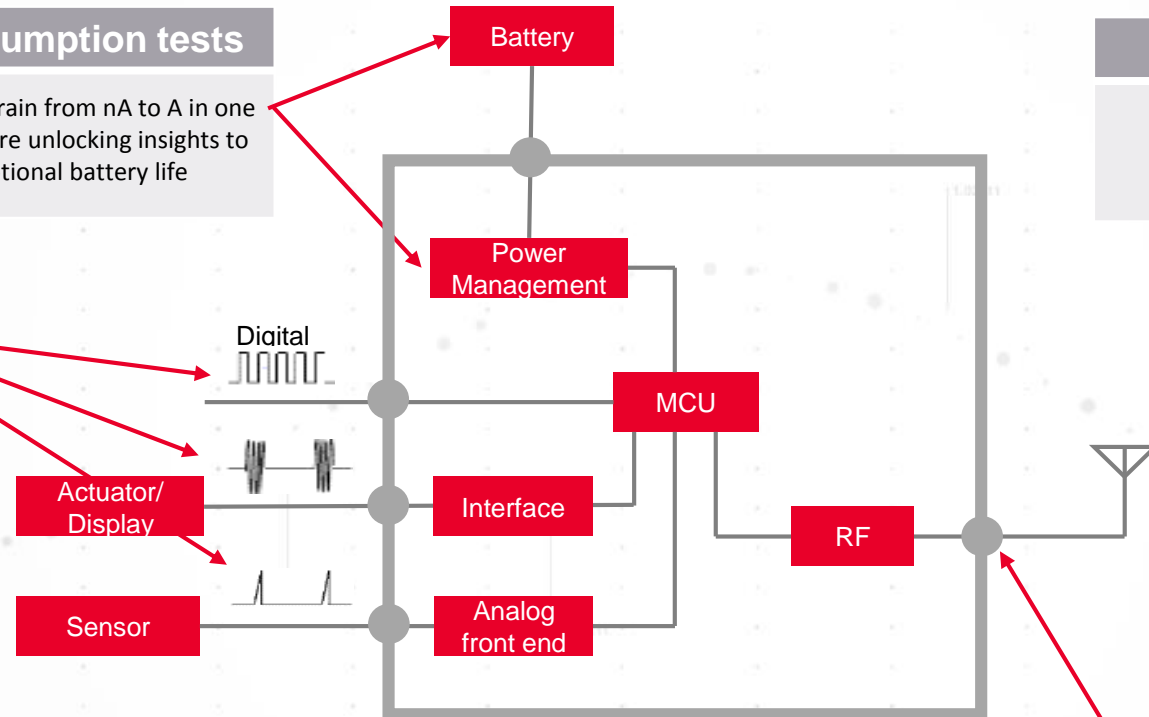 umption tests
rain from nA to A in one
re unlocking insights to
tional battery life
Battery
Power
Management
Digital
MCU
Actuator/
Display
Interface
RF
Sensor
Analog
front end